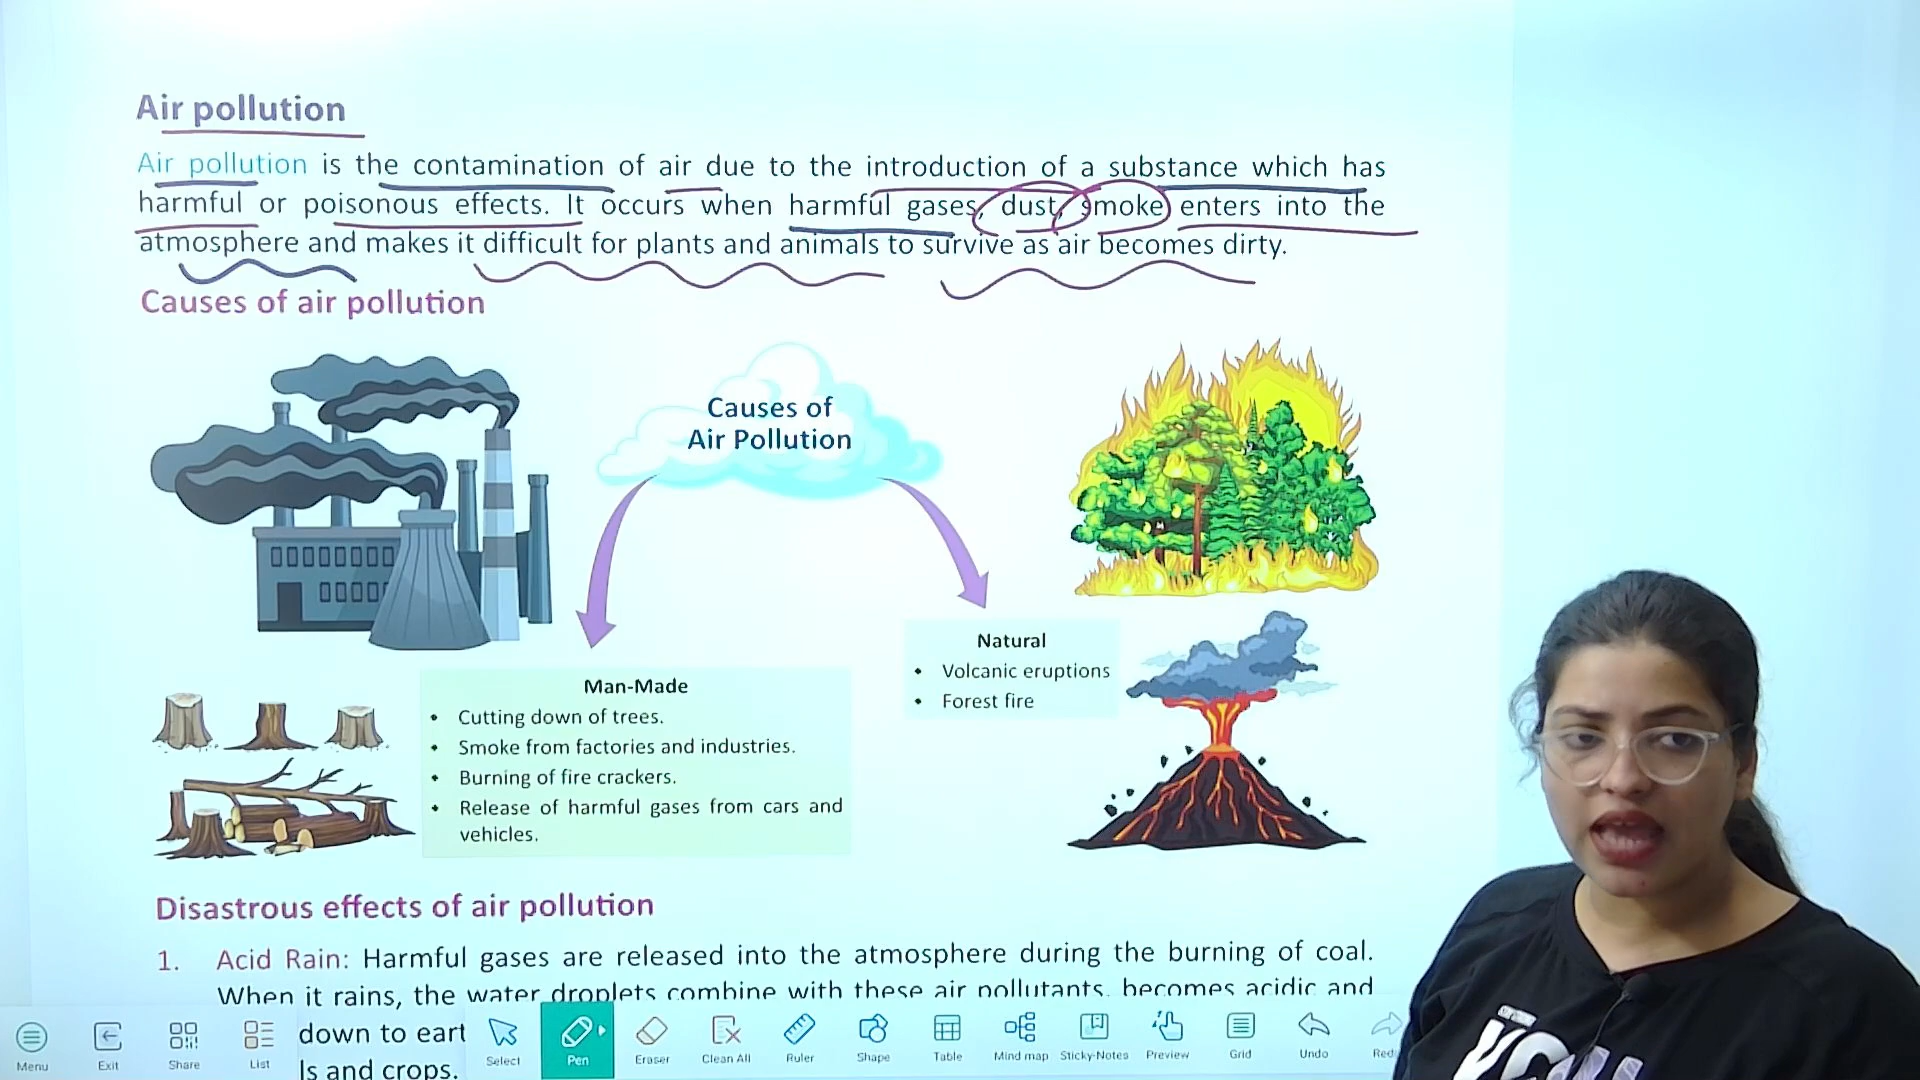 Air pollution
Air pollution is the contamination of air due to the introduction of a substance which has
harmful or poisonous effects. It occurs when harmful gases, dust, smoke enters into the
atmosphere and makes it difficult for plants and animals to survive as air becomes dirty.
Causes of air pollution
Causes of
Air Pollution
Natural
• Volcanic eruptions
• Forest fire
Man-Made
• Cutting down of trees.
• Smoke from factories and industries.
• Burning of fire crackers.
• Release of harmful gases from cars and
vehicles.
Disastrous effects of air pollution
1. Acid Rain: Harmful gases are released into the atmosphere during the burning of coal.
When it rains, the water droplets combine with these air pollutants, becomes acidic and
down to eart
ls and crops.
Menu Exit Share List Select Pen Eraser Clean All Ruler Shape Table Mind map Sticky-Notes Preview Grid Undo Red